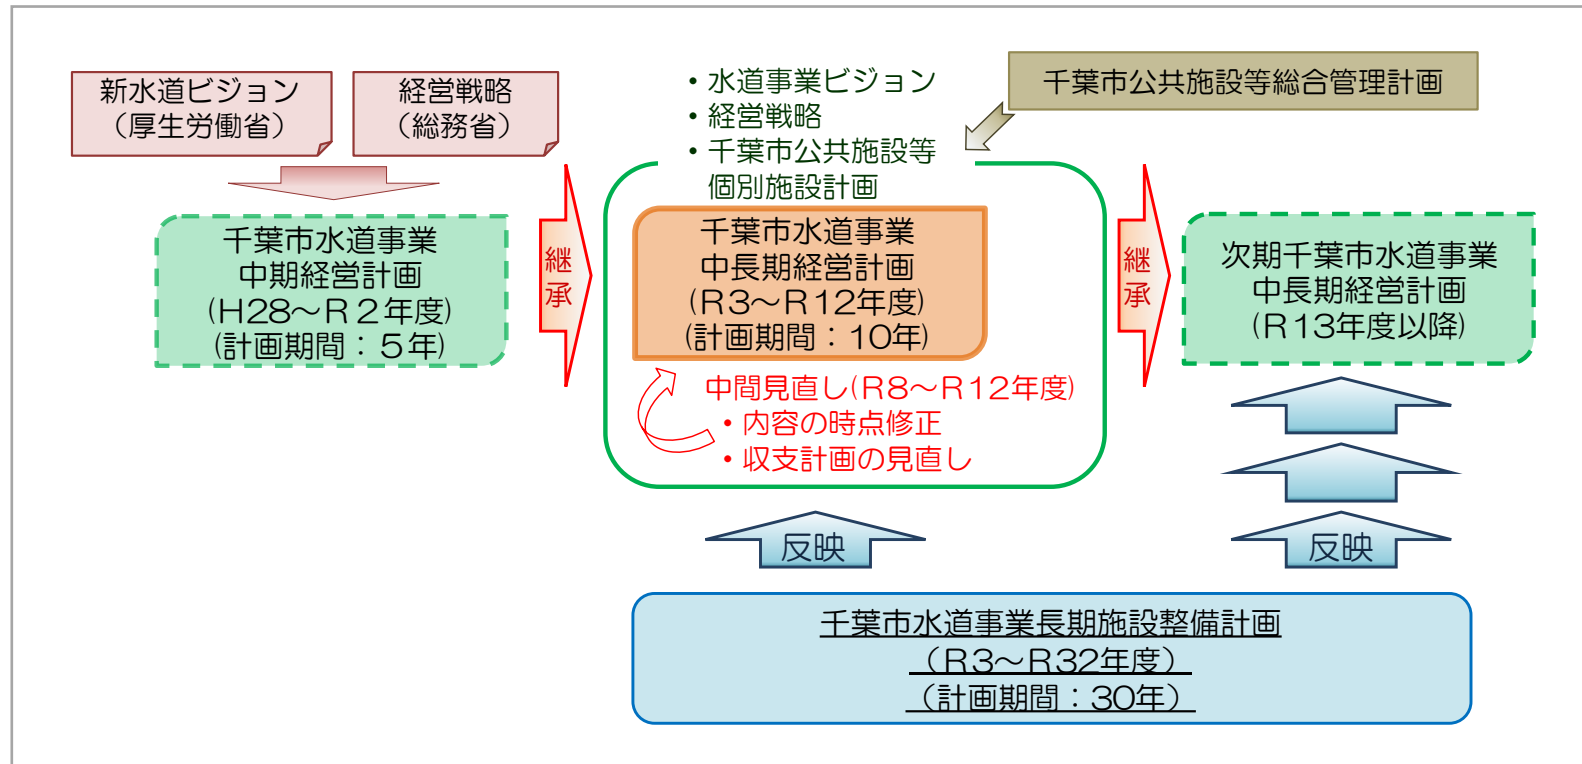 新水道ビジョン
（厚生労働省）
経営戦略
（総務省）
・水道事業ビジョン
・経営戦略
・千葉市公共施設等
個別施設計画
千葉市公共施設等総合管理計画
千葉市水道事業
中期経営計画
(H28～R２年度)
(計画期間：５年)
継承
千葉市水道事業
中長期経営計画
(R3～R12年度)
(計画期間：10年)
中間見直し(R8～R12年度)
・内容の時点修正
・収支計画の見直し
継承
次期千葉市水道事業
中長期経営計画
(R13年度以降)
反映
反映
千葉市水道事業長期施設整備計画
（R3～R32年度）
（計画期間：30年）